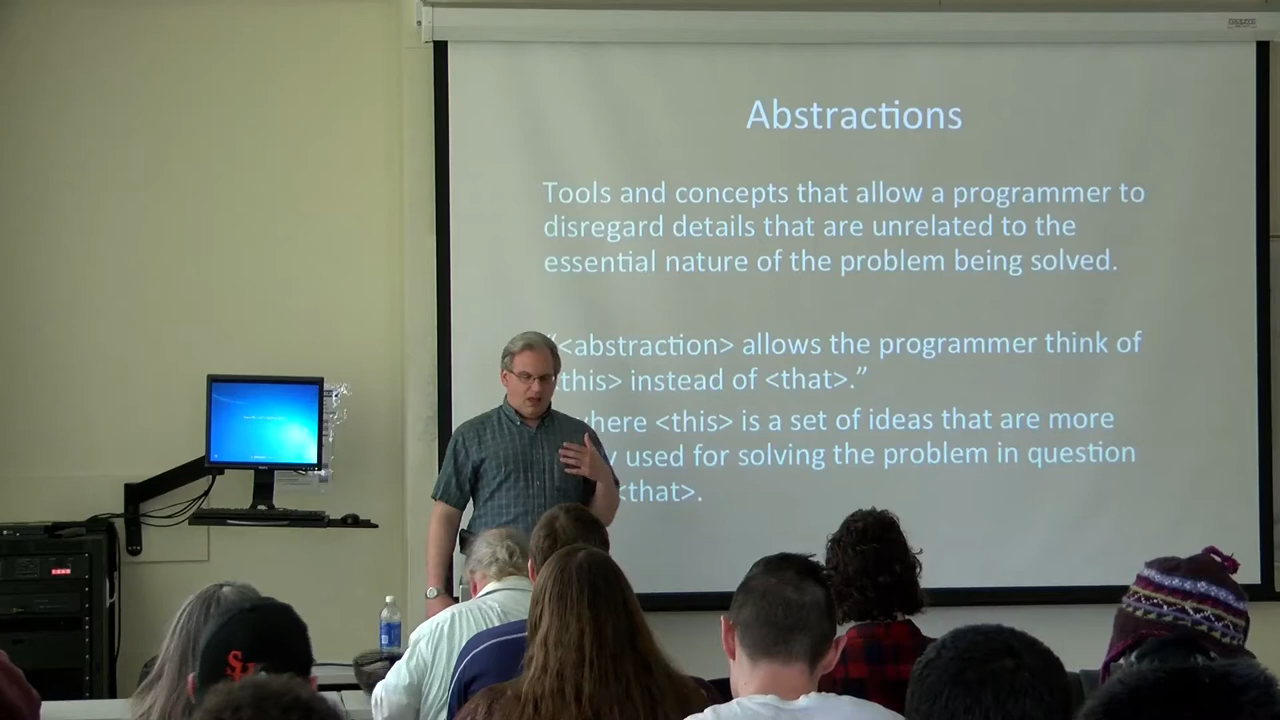 Abstractions
Tools and concepts that allow a programmer to
disregard details that are unrelated to the
essential nature of the problem being solved.
“<abstraction> allows the programmer think of
this> instead of <that>.”
where <this> is a set of ideas that are more
used for solving the problem in question
<that>.